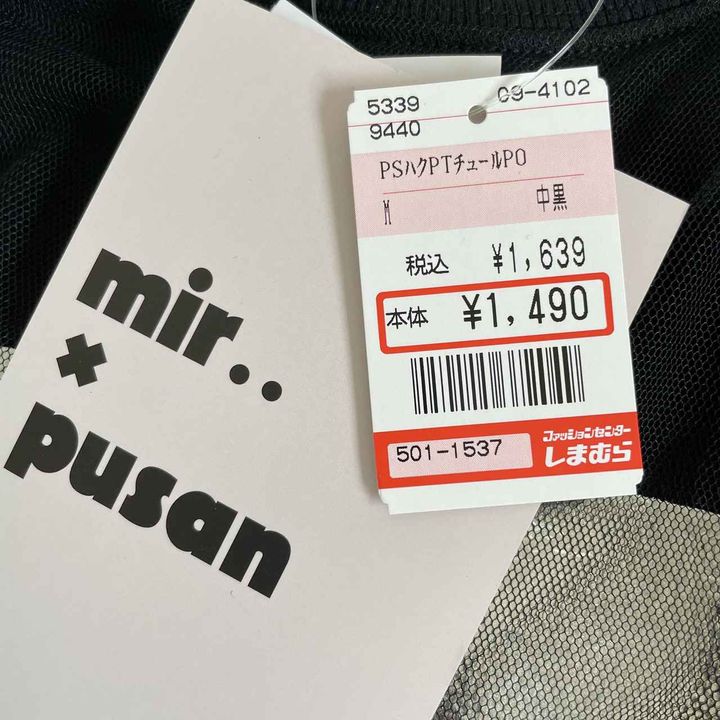 mir..
×
pusan
5339 09-4102
9440
PSハクPTチュールPO
M 中黒
税込 ¥1,639
本体 ¥1,490
501-1537
ファッションセンター
しまむら